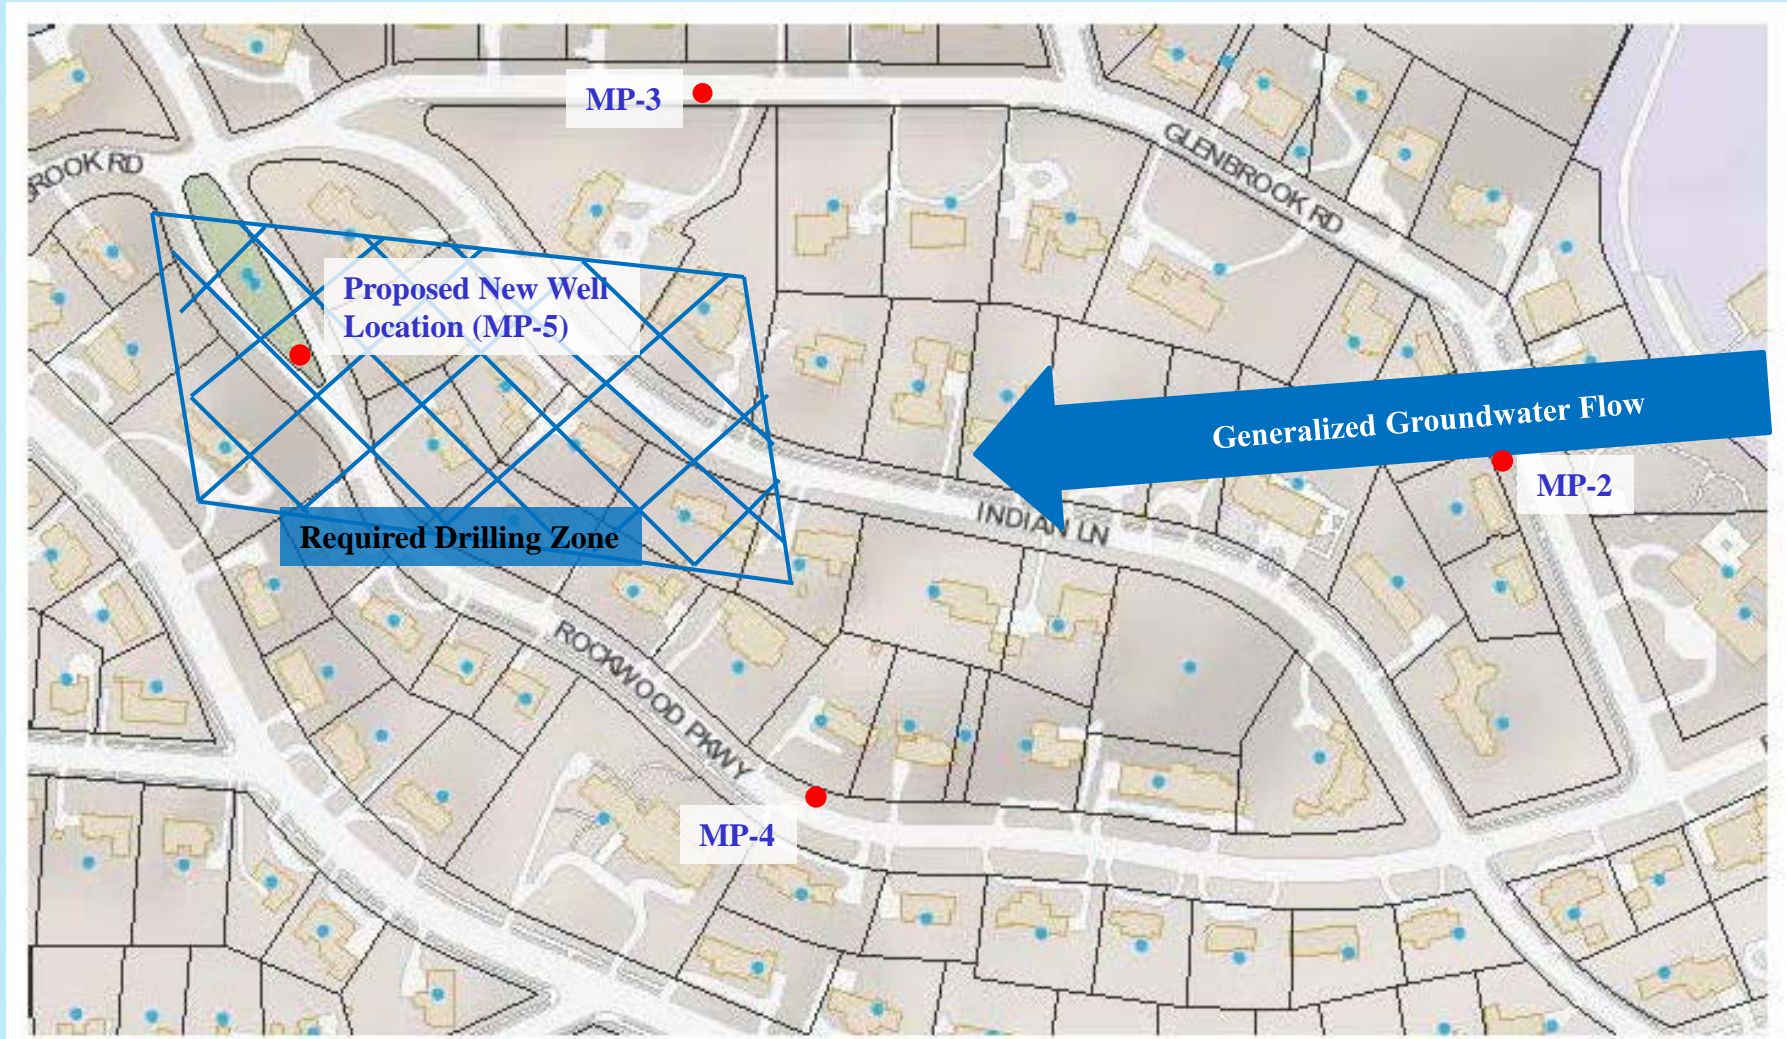 MP-3
GLENBROOK RD
ROOK RD
Proposed New Well
Location (MP-5)
Generalized Groundwater Flow
MP-2
INDIAN LN
Required Drilling Zone
ROCKWOOD PKWY
MP-4